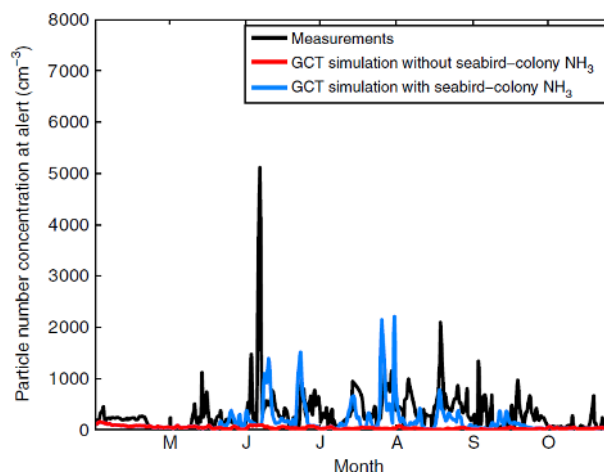 Particle number concentration at alert (cm⁻³)
8000
7000
6000
5000
4000
3000
2000
1000
0
Measurements
GCT simulation without seabird–colony NH₃
GCT simulation with seabird–colony NH₃
M J J A S O
Month